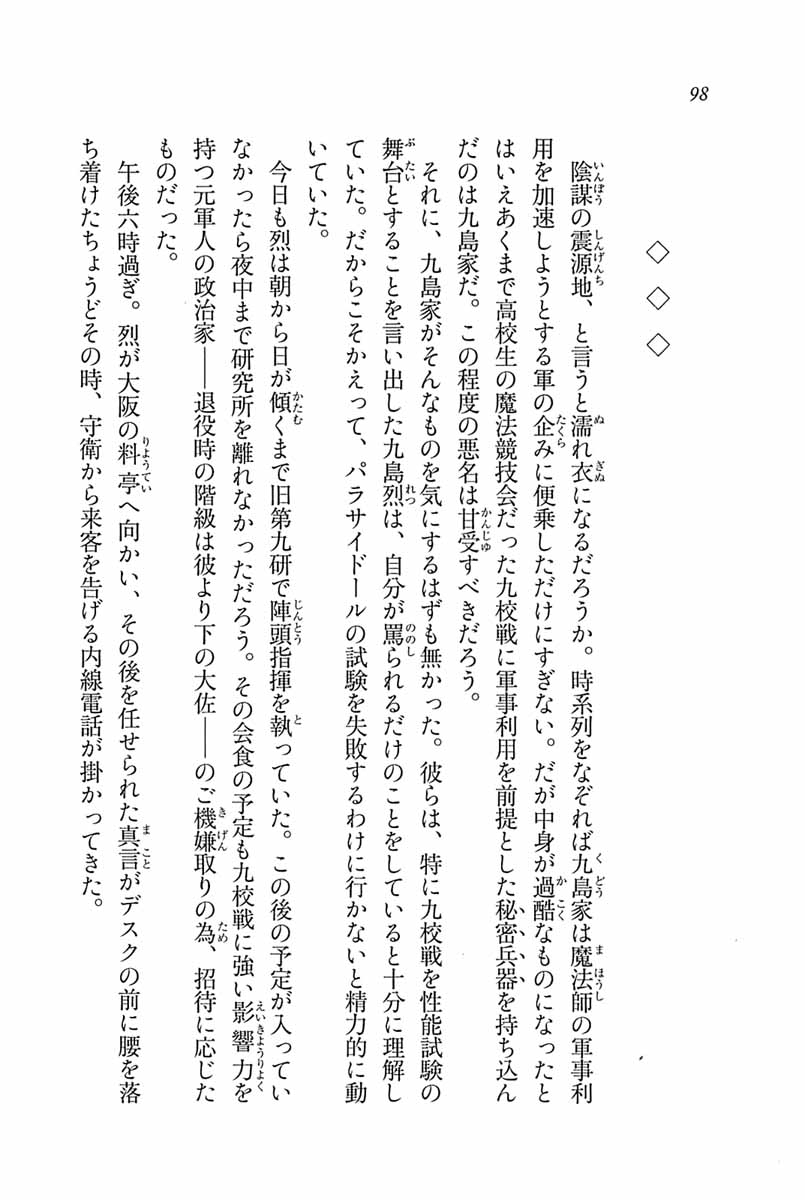 98
◇ ◇ ◇
陰謀の震源地、と言うと濡れ衣になるだろうか。時系列をなぞれば九島家は魔法師の軍事利
用を加速しようとする軍の企みに便乗しただけにすぎない。だが中身が過酷なものになったと
はいえあくまで高校生の魔法競技会だった九校戦に軍事利用を前提とした秘密兵器を持ち込ん
だのは九島家だ。この程度の悪名は甘受すべきだろう。
それに、九島家がそんなものを気にするはずも無かった。彼らは、特に九校戦を性能試験の
舞台とすることを言い出した九島烈は、自分が罵られるだけのことをしていると十分に理解し
ていた。だからこそかえって、パラサイドールの試験を失敗するわけに行かないと精力的に動
いていた。
今日も烈は朝から日が傾くまで旧第九研で陣頭指揮を執っていた。この後の予定が入ってい
なかったら夜中まで研究所を離れなかっただろう。その会食の予定も九校戦に強い影響力を
持つ元軍人の政治家――退役時の階級は彼より下の大佐――のご機嫌取りの為、招待に応じた
ものだった。
午後六時過ぎ。烈が大阪の料亭へ向かい、その後を任せられた真言がデスクの前に腰を落
ち着けたちょうどその時、守衛から来客を告げる内線電話が掛かってきた。